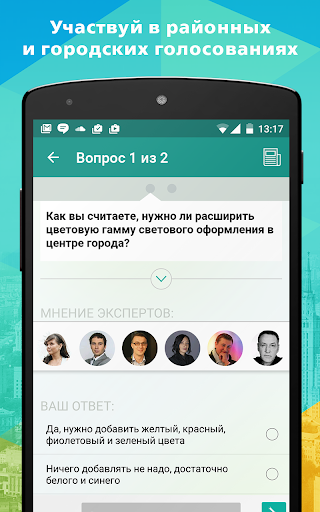 Участвуй в районных
и городских голосованиях
13:17
Вопрос 1 из 2
Как вы считаете, нужно ли расширить
цветовую гамму светового оформления в
центре города?
МНЕНИЕ ЭКСПЕРТОВ:
ВАШ ОТВЕТ:
Да, нужно добавить желтый, красный,
фиолетовый и зеленый цвета
Ничего добавлять не надо, достаточно
белого и синего